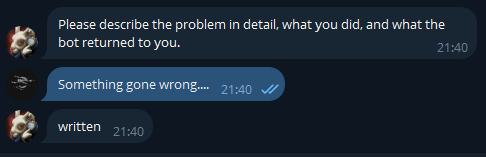 Please describe the problem in detail, what you did, and what the
bot returned to you.
21:40
Something gone wrong.... 21:40
written 21:40